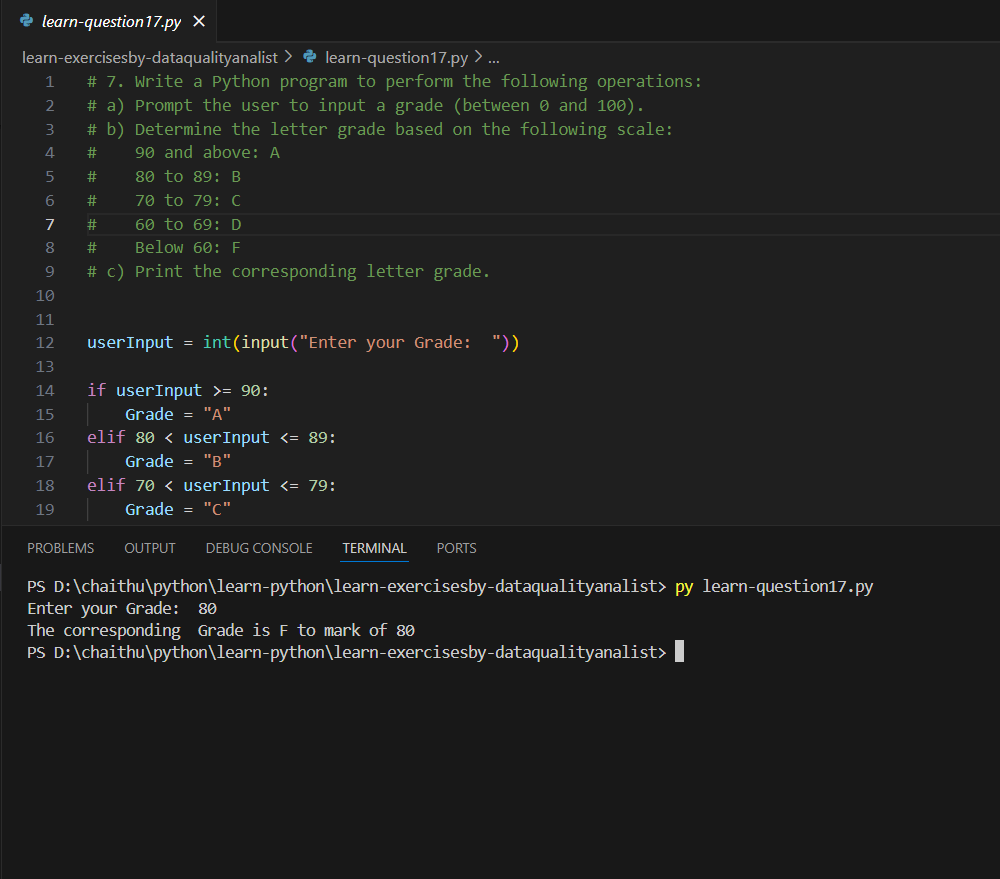 learn-question17.py ×
learn-exercisesby-dataqualityanalist > learn-question17.py > ...
1 # 7. Write a Python program to perform the following operations:
2 # a) Prompt the user to input a grade (between 0 and 100).
3 # b) Determine the letter grade based on the following scale:
4 #    90 and above: A
5 #    80 to 89: B
6 #    70 to 79: C
7 #    60 to 69: D
8 #    Below 60: F
9 # c) Print the corresponding letter grade.
10
11
12 userInput = int(input("Enter your Grade:  "))
13
14 if userInput >= 90:
15     Grade = "A"
16 elif 80 < userInput <= 89:
17     Grade = "B"
18 elif 70 < userInput <= 79:
19     Grade = "C"
PROBLEMS OUTPUT DEBUG CONSOLE TERMINAL PORTS
PS D:\chaithu\python\learn-python\learn-exercisesby-dataqualityanalist> py learn-question17.py
Enter your Grade:  80
The corresponding  Grade is F to mark of 80
PS D:\chaithu\python\learn-python\learn-exercisesby-dataqualityanalist>